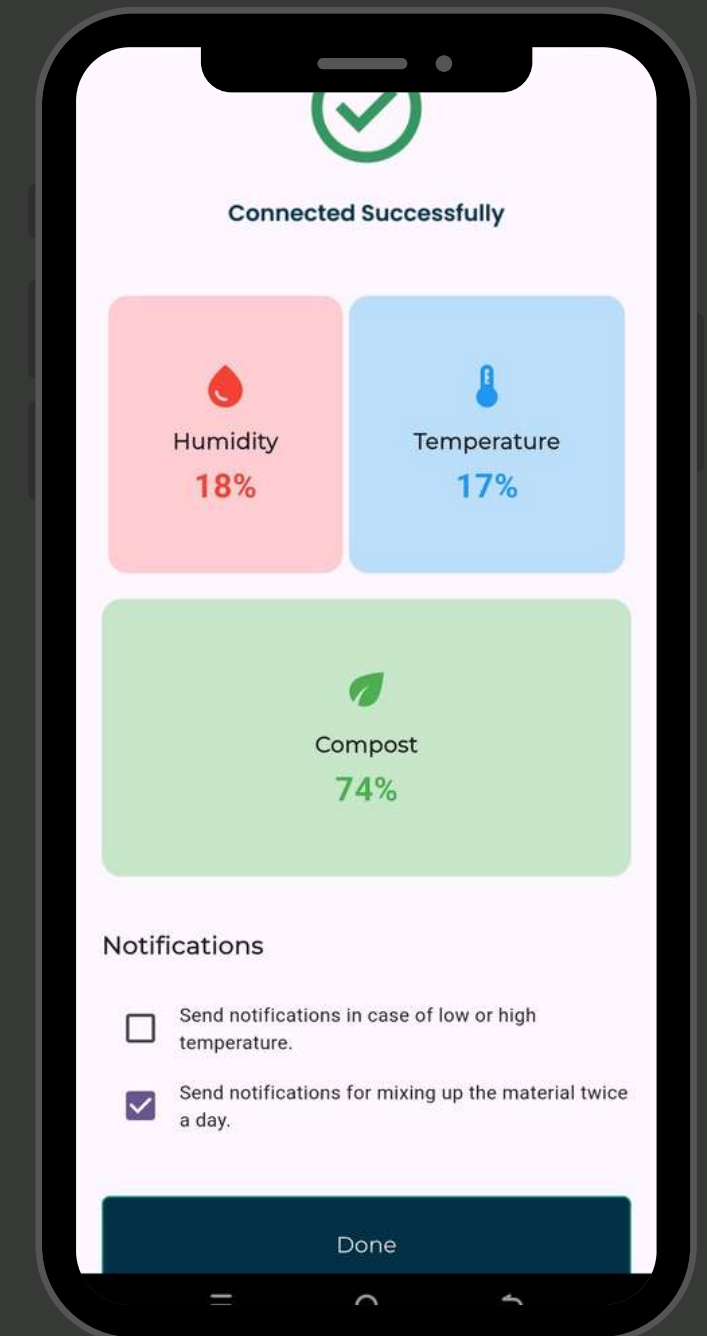 Connected Successfully
Humidity
18%
Temperature
17%
Compost
74%
Notifications
Send notifications in case of low or high
temperature.
Send notifications for mixing up the material twice
a day.
Done